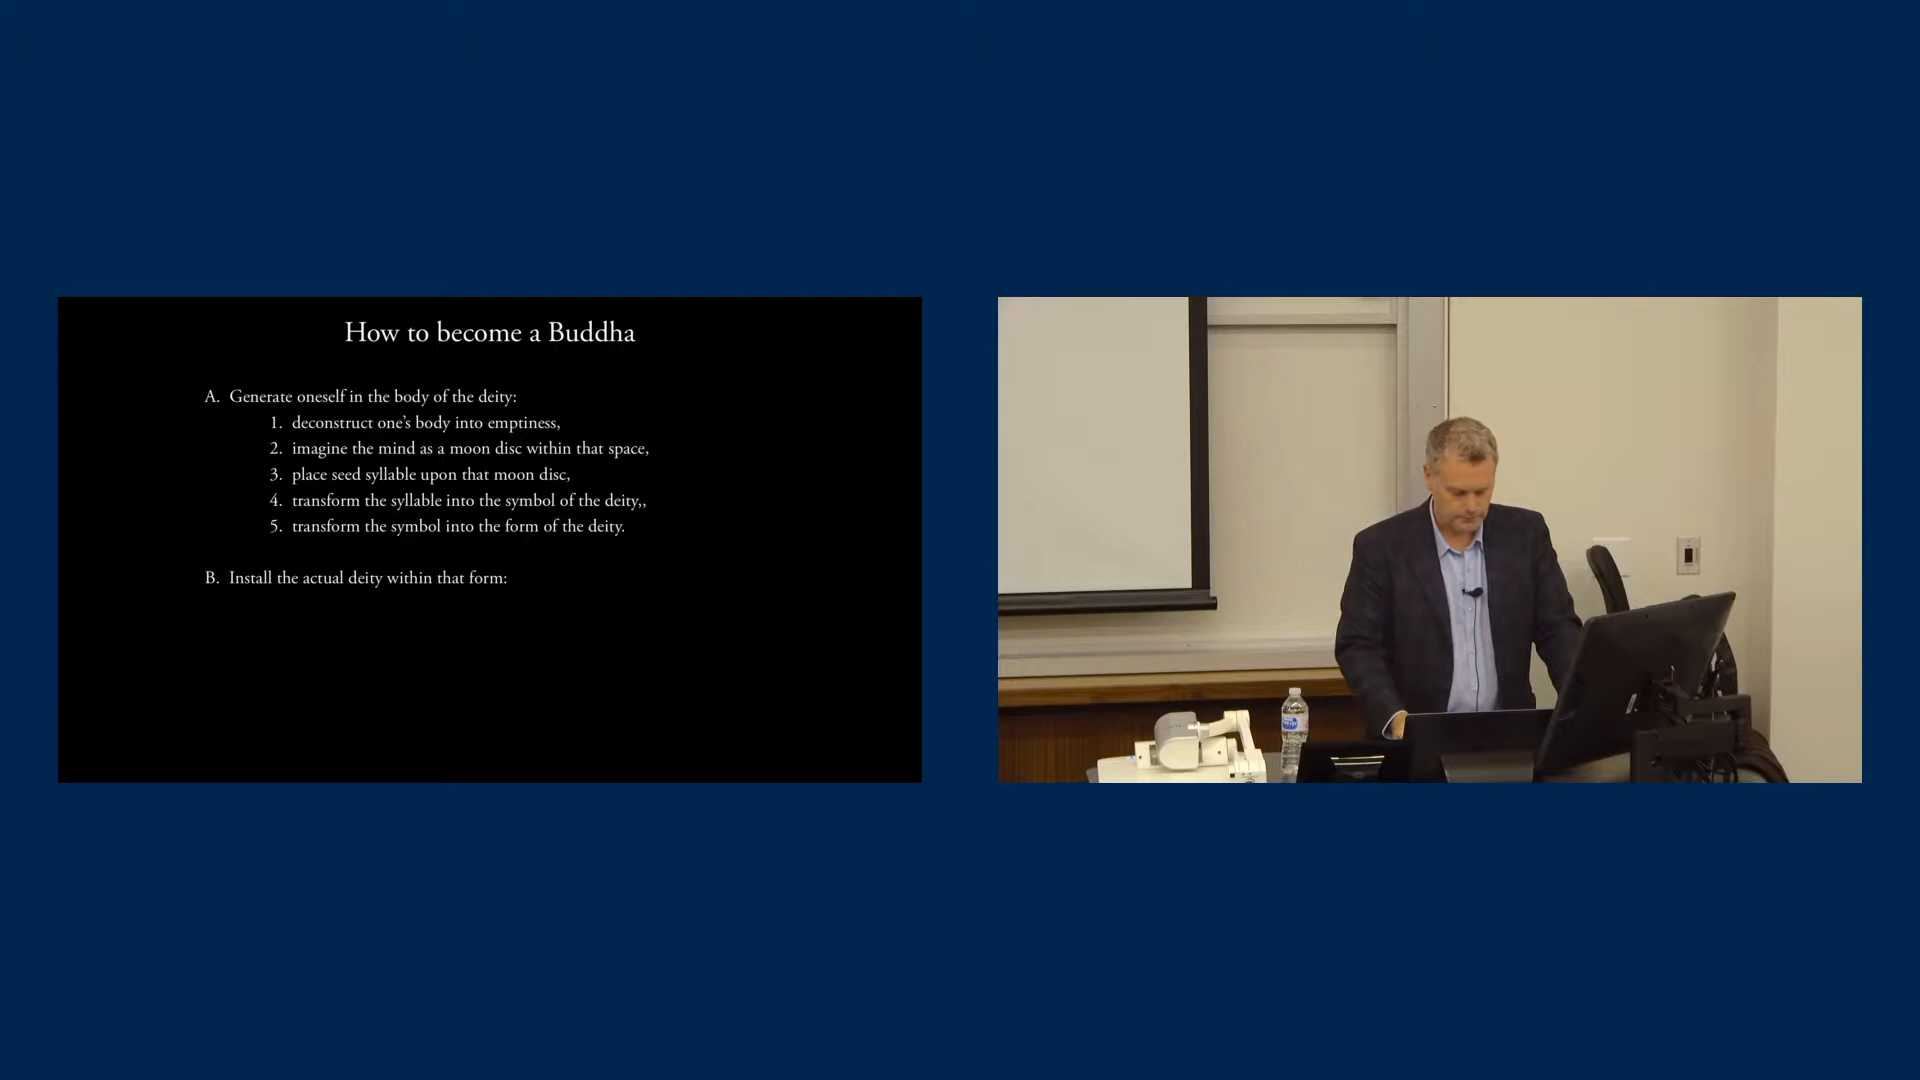 How to become a Buddha
A. Generate oneself in the body of the deity:
1. deconstruct one's body into emptiness,
2. imagine the mind as a moon disc within that space,
3. place seed syllable upon that moon disc,
4. transform the syllable into the symbol of the deity,,
5. transform the symbol into the form of the deity.
B. Install the actual deity within that form: